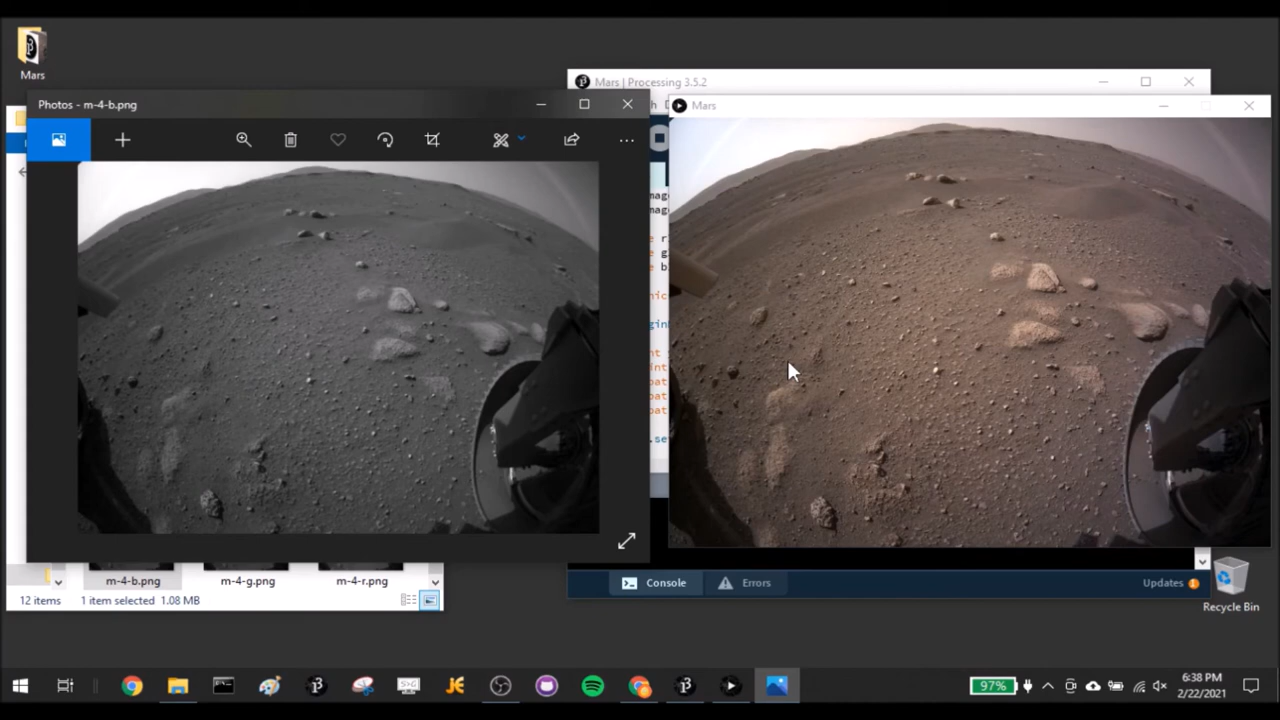 Mars
Mars | Processing 3.5.2
Photos - m-4-b.png
Mars
m-4-b.png
m-4-g.png
m-4-r.png
12 items
1 item selected 1.08 MB
Console
Errors
Updates 1
Recycle Bin
97%
6:38 PM
2/22/2021